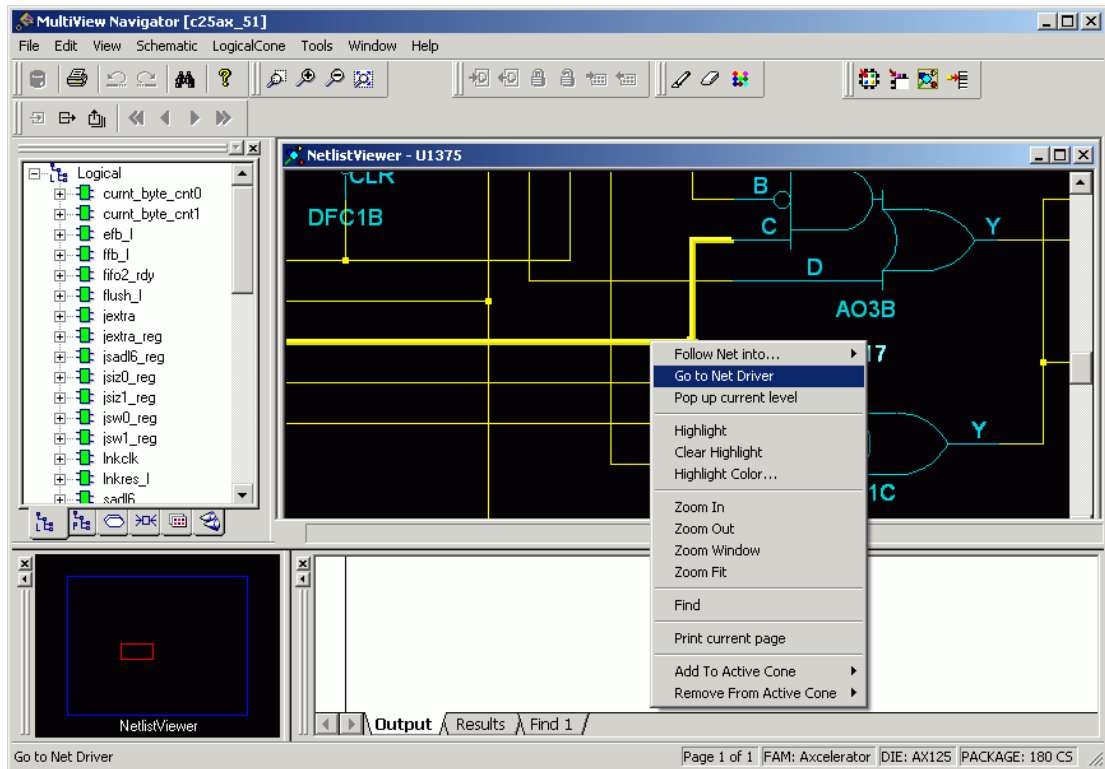 MultiView Navigator [c25ax_51]
File Edit View Schematic LogicalCone Tools Window Help
Logical
curnt_byte_cnt0
curnt_byte_cnt1
efb_l
ffb_l
fifo2_rdy
flush_l
jextra
jextra_reg
jsadl6_reg
jsiz0_reg
jsiz1_reg
jsw0_reg
jsw1_reg
lnkclk
lnkres_l
sadl6
NetlistViewer - U1375
CLR
DFC1B
B
C
Y
D
AO3B
17
Y
1C
Follow Net into...
Go to Net Driver
Pop up current level
Highlight
Clear Highlight
Highlight Color...
Zoom In
Zoom Out
Zoom Window
Zoom Fit
Find
Print current page
Add To Active Cone
Remove From Active Cone
NetlistViewer
Output Results Find 1
Go to Net Driver
Page 1 of 1 FAM: Axcelerator DIE: AX125 PACKAGE: 180 CS